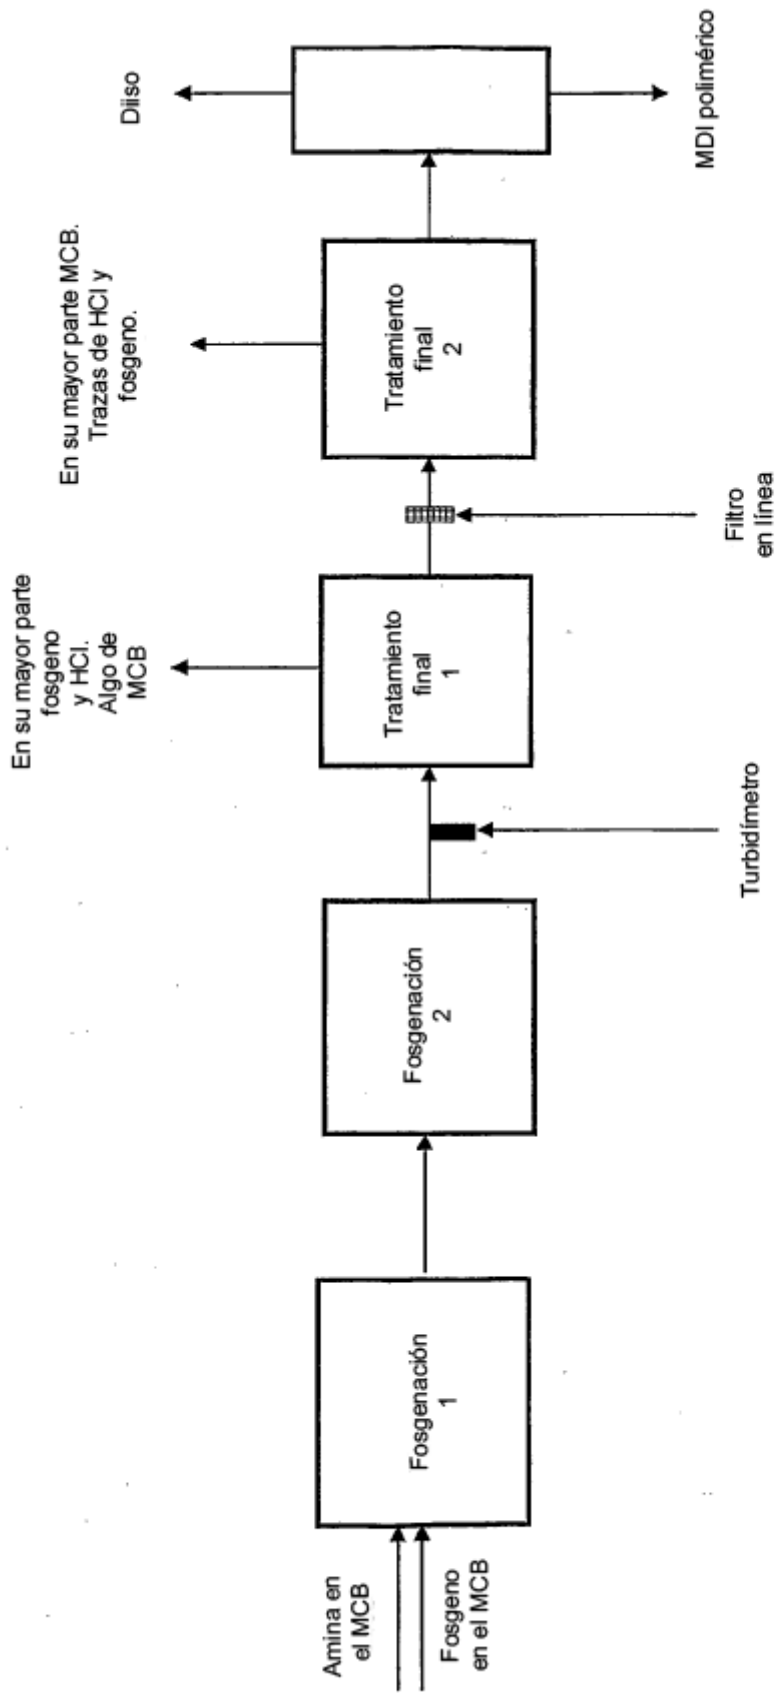 Amina en
el MCB
Fosgeno
en el MCB
Fosgenación
1
Fosgenación
2
Turbidímetro
En su mayor parte
fosgeno
y HCl.
Algo de
MCB
Tratamiento
final
1
Filtro
en línea
En su mayor parte MCB.
Trazas de HCl y
fosgeno.
Tratamiento
final
2
Diiso
MDI polimérico